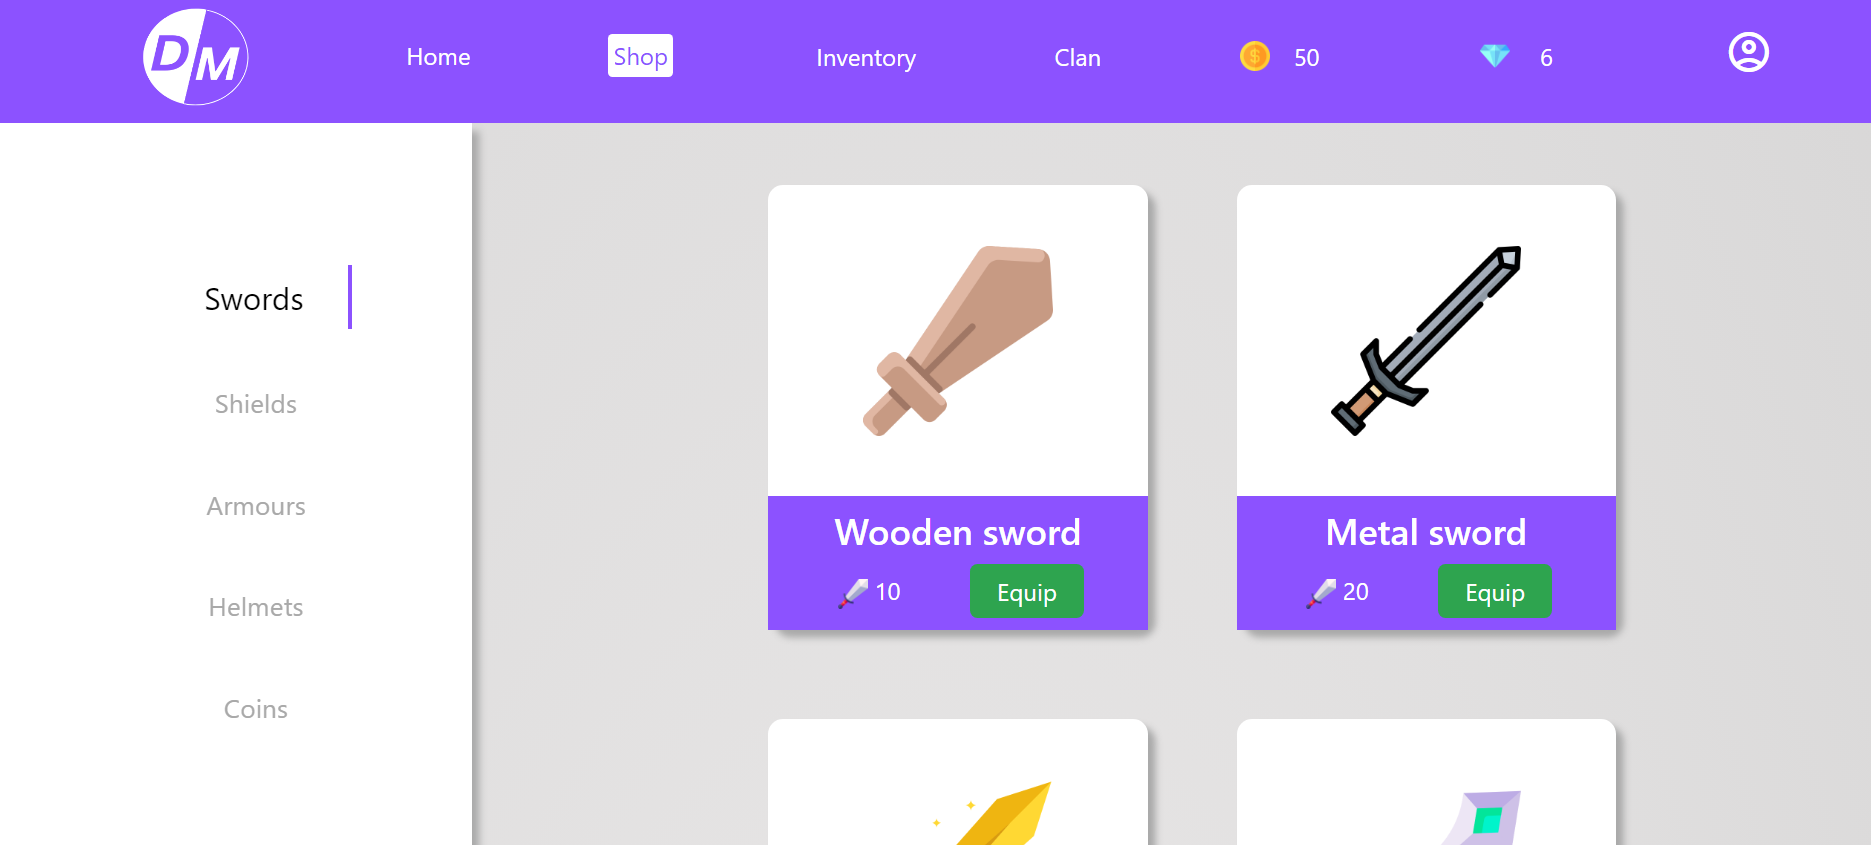 DM
Home
Shop
Inventory
Clan
50
6
Swords
Shields
Armours
Helmets
Coins
Wooden sword
10
Equip
Metal sword
20
Equip